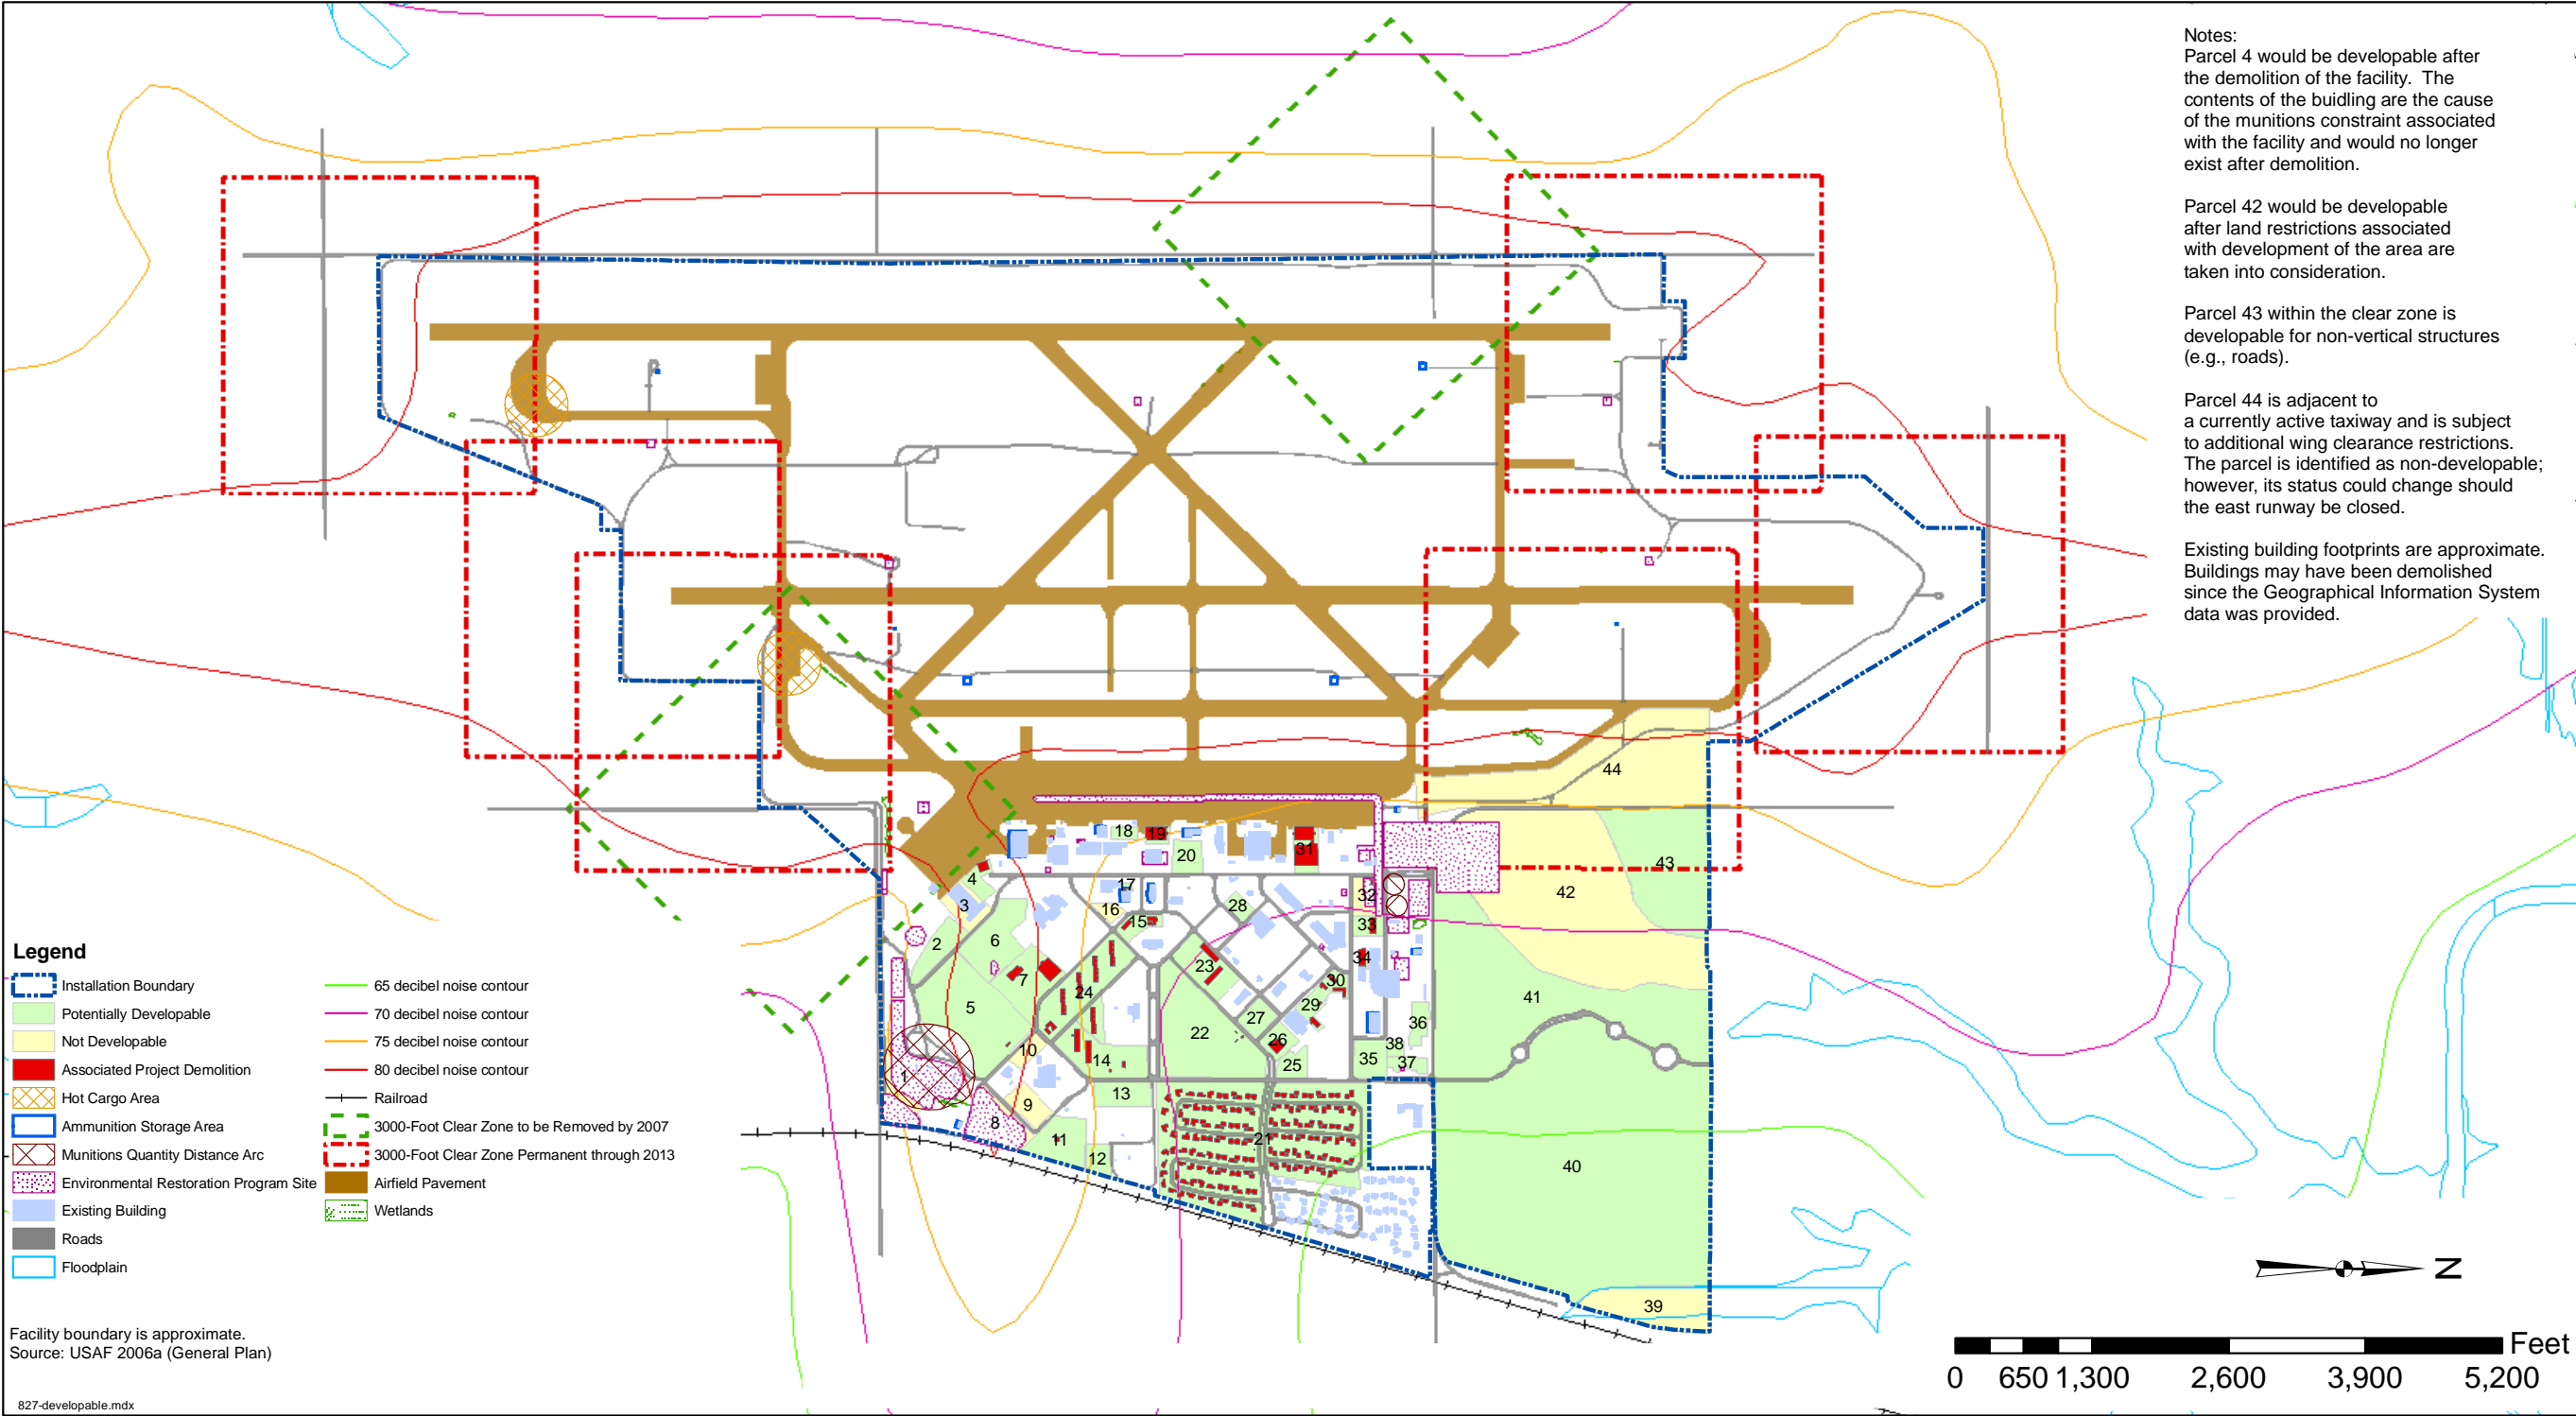 Notes:
Parcel 4 would be developable after
the demolition of the facility. The
contents of the buidling are the cause
of the munitions constraint associated
with the facility and would no longer
exist after demolition.
Parcel 42 would be developable
after land restrictions associated
with development of the area are
taken into consideration.
Parcel 43 within the clear zone is
developable for non-vertical structures
(e.g., roads).
Parcel 44 is adjacent to
a currently active taxiway and is subject
to additional wing clearance restrictions.
The parcel is identified as non-developable;
however, its status could change should
the east runway be closed.
Existing building footprints are approximate.
Buildings may have been demolished
since the Geographical Information System
data was provided.
44
18
19
20
31
43
4
17
42
32
3
16
28
15
33
2
6
34
23
7
30
24
41
5
29
27
36
22
26
10
38
14
25
35
37
1
13
9
8
11
21
12
40
39
Legend
Installation Boundary
Potentially Developable
Not Developable
Associated Project Demolition
Hot Cargo Area
Ammunition Storage Area
Munitions Quantity Distance Arc
Environmental Restoration Program Site
Existing Building
Roads
Floodplain
65 decibel noise contour
70 decibel noise contour
75 decibel noise contour
80 decibel noise contour
Railroad
3000-Foot Clear Zone to be Removed by 2007
3000-Foot Clear Zone Permanent through 2013
Airfield Pavement
Wetlands
N
Feet
0 650 1,300 2,600 3,900 5,200
Facility boundary is approximate.
Source: USAF 2006a (General Plan)
827-developable.mdx